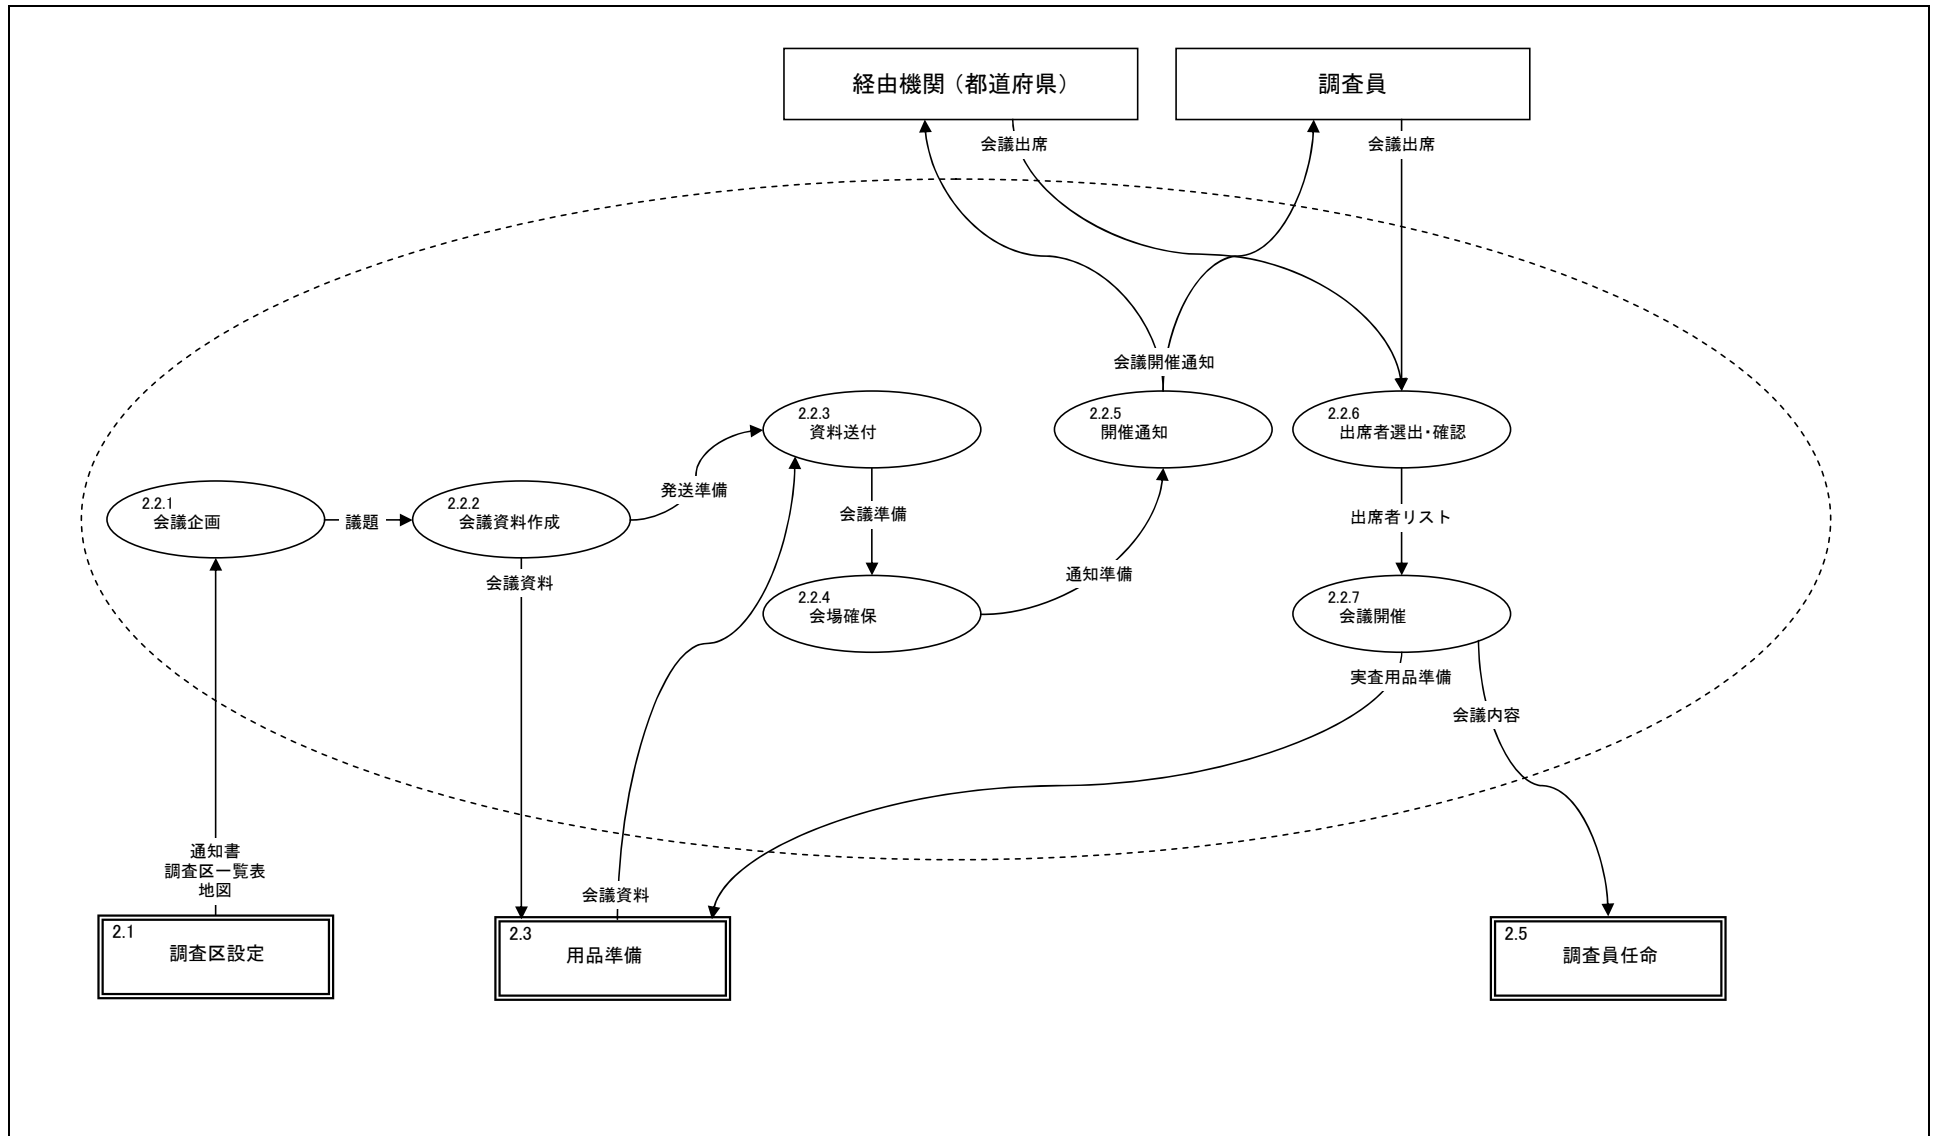 経由機関（都道府県）
調査員
会議出席
会議出席
会議開催通知
2.2.3
資料送付
2.2.5
開催通知
2.2.6
出席者選出･確認
発送準備
2.2.1
会議企画
議題
2.2.2
会議資料作成
会議準備
出席者リスト
会議資料
通知準備
2.2.4
会場確保
2.2.7
会議開催
実査用品準備
会議内容
通知書
調査区一覧表
地図
会議資料
2.1
調査区設定
2.3
用品準備
2.5
調査員任命